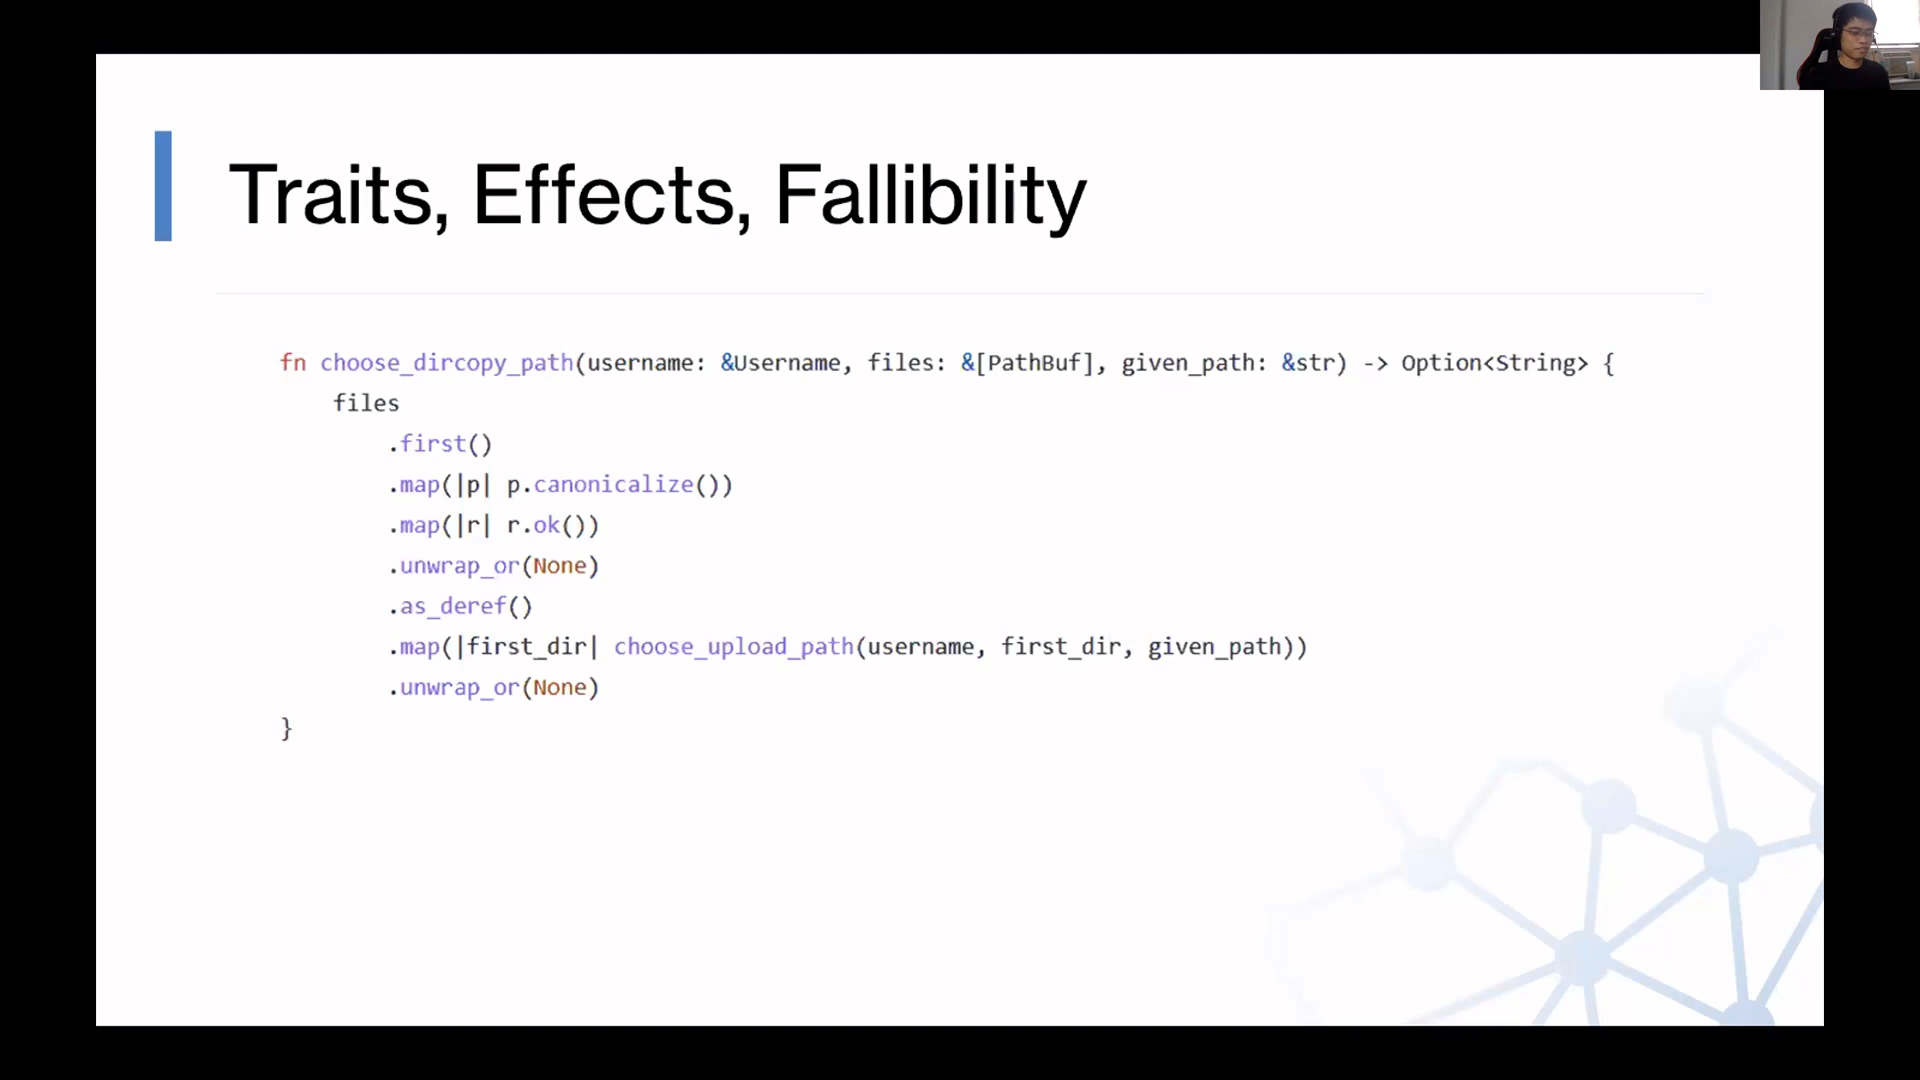 Traits, Effects, Fallibility
fn choose_dircopy_path(username: &Username, files: &[PathBuf], given_path: &str) -> Option<String> {
    files
        .first()
        .map(|p| p.canonicalize())
        .map(|r| r.ok())
        .unwrap_or(None)
        .as_deref()
        .map(|first_dir| choose_upload_path(username, first_dir, given_path))
        .unwrap_or(None)
}